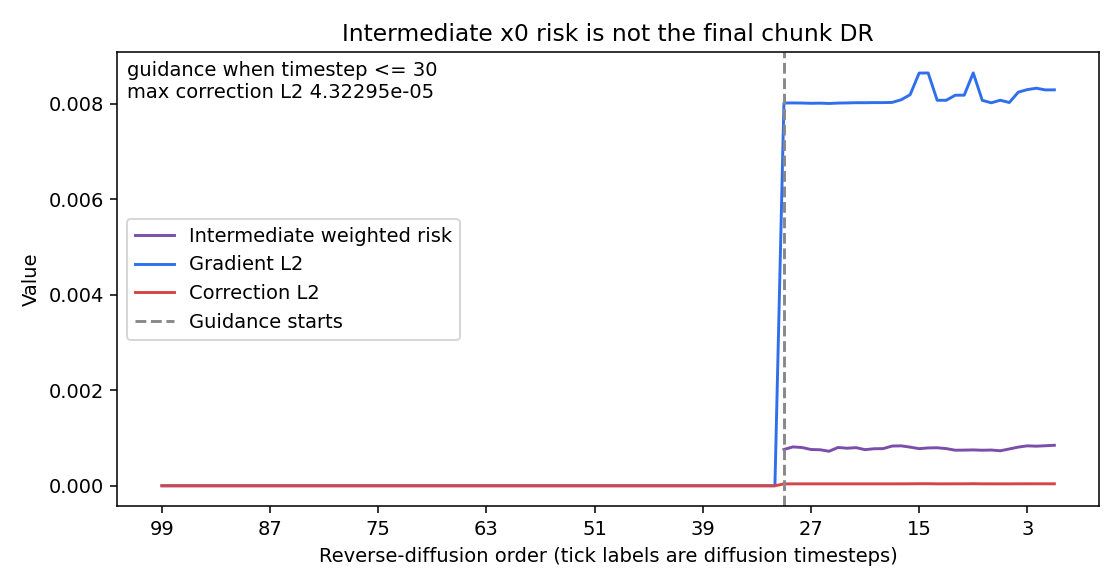 Intermediate x0 risk is not the final chunk DR
guidance when timestep <= 30
max correction L2 4.32295e-05
0.008
0.006
0.004
0.002
0.000
Value
Intermediate weighted risk
Gradient L2
Correction L2
Guidance starts
99 87 75 63 51 39 27 15 3
Reverse-diffusion order (tick labels are diffusion timesteps)